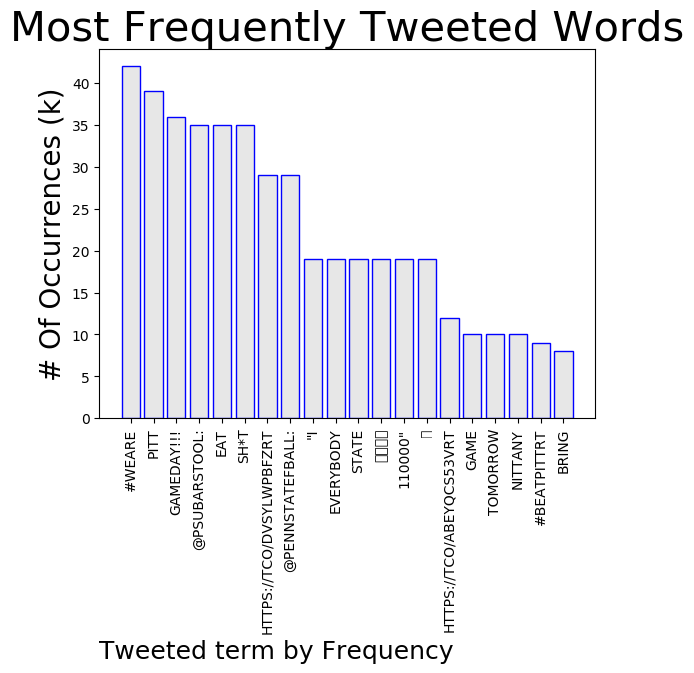 Most Frequently Tweeted Words
# Of Occurrences (k)
40
35
30
25
20
15
10
5
0
#WEARE
PITT
GAMEDAY!!!
@PSUBARSTOOL:
EAT
SH*T
HTTPS://TCO/DVSYLWPBFZRT
@PENNSTATEFBALL:
"I
EVERYBODY
STATE
110000"
HTTPS://TCO/ABEYQCS53VRT
GAME
TOMORROW
NITTANY
#BEATPITTRT
BRING
Tweeted term by Frequency